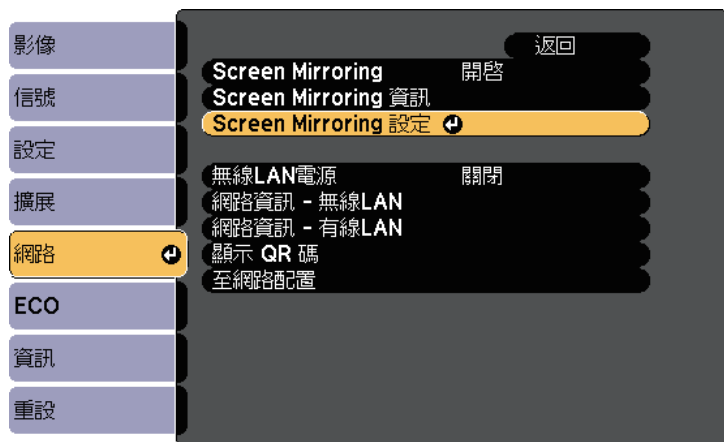 影像
信號
設定
擴展
網路
ECO
資訊
重設
返回
Screen Mirroring 開啓
Screen Mirroring 資訊
Screen Mirroring 設定
無線LAN電源 關閉
網路資訊 - 無線LAN
網路資訊 - 有線LAN
顯示 QR 碼
至網路配置